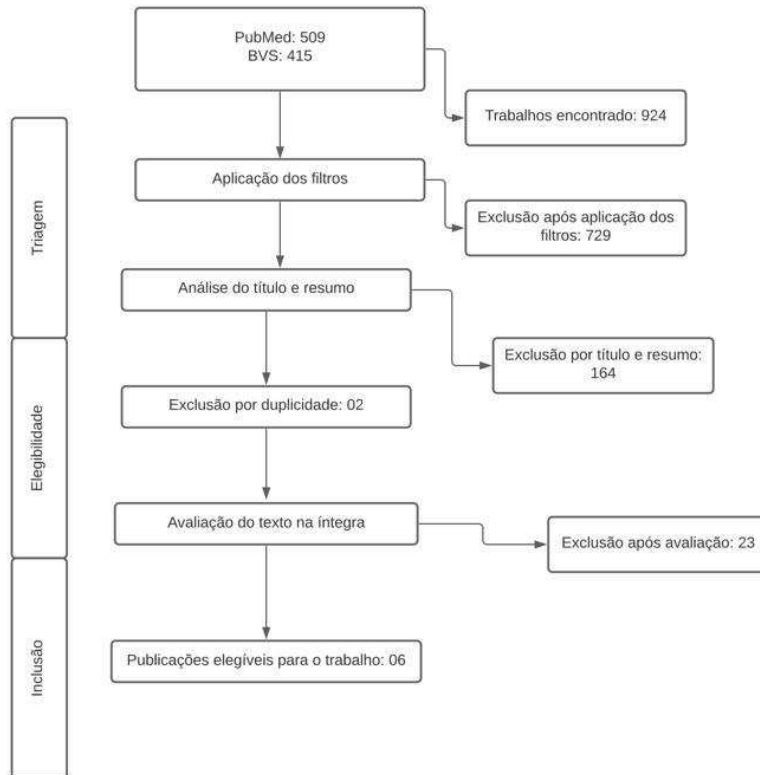 PubMed: 509
BVS: 415
Trabalhos encontrado: 924
Triagem
Aplicação dos filtros
Exclusão após aplicação dos
filtros: 729
Análise do título e resumo
Exclusão por título e resumo:
164
Elegibilidade
Exclusão por duplicidade: 02
Avaliação do texto na íntegra
Exclusão após avaliação: 23
Inclusão
Publicações elegíveis para o trabalho: 06